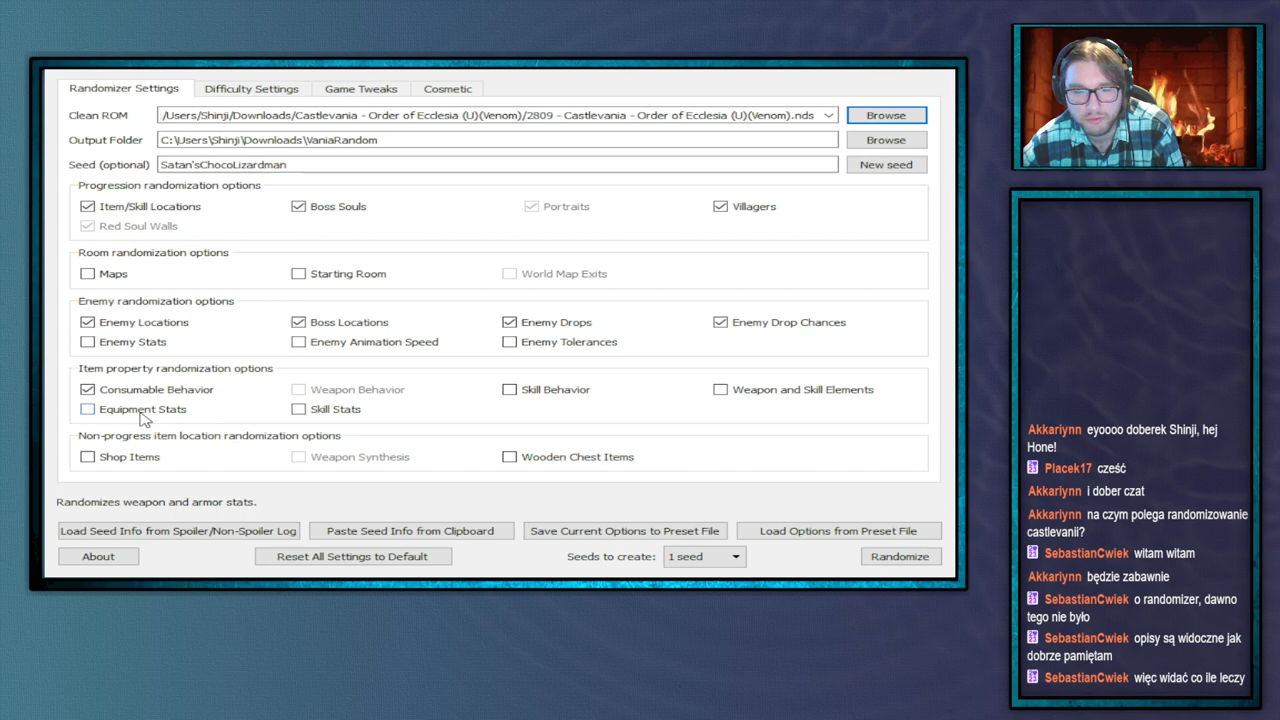 Randomizer Settings Difficulty Settings Game Tweaks Cosmetic
Clean ROM /Users/Shinji/Downloads/Castlevania - Order of Ecclesia (U)(Venom)/2809 - Castlevania - Order of Ecclesia (U)(Venom).nds Browse
Output Folder C:\Users\Shinji\Downloads\VaniaRandom Browse
Seed (optional) Satan'sChocoLizardman New seed
Progression randomization options
Item/Skill Locations Boss Souls Portraits Villagers
Red Soul Walls
Room randomization options
Maps Starting Room World Map Exits
Enemy randomization options
Enemy Locations Boss Locations Enemy Drops Enemy Drop Chances
Enemy Stats Enemy Animation Speed Enemy Tolerances
Item property randomization options
Consumable Behavior Weapon Behavior Skill Behavior Weapon and Skill Elements
Equipment Stats Skill Stats
Non-progress item location randomization options
Shop Items Weapon Synthesis Wooden Chest Items
Randomizes weapon and armor stats.
Load Seed Info from Spoiler/Non-Spoiler Log Paste Seed Info from Clipboard Save Current Options to Preset File Load Options from Preset File
About Reset All Settings to Default Seeds to create: 1 seed Randomize
Akkariynn eyoooo doberek Shinji, hej
Hone!
Placek17 cześć
Akkariynn i dober czat
Akkariynn na czym polega randomizowanie
castlevanii?
SebastianCwiek witam witam
Akkariynn będzie zabawnie
SebastianCwiek o randomizer, dawno
tego nie było
SebastianCwiek opisy są widoczne jak
dobrze pamiętam
SebastianCwiek więc widać co ile leczy